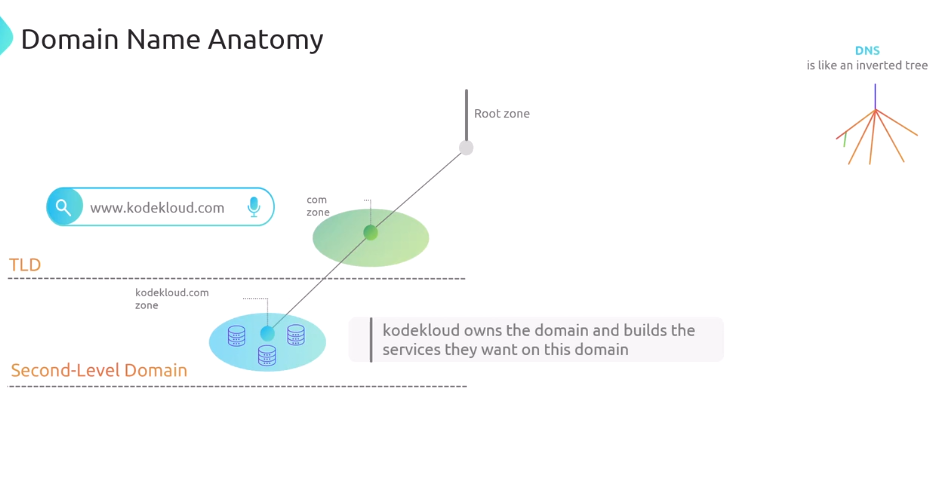 Domain Name Anatomy
DNS
is like an inverted tree
Root zone
www.kodekloud.com
com
zone
TLD
kodekloud.com
zone
kodekloud owns the domain and builds the
services they want on this domain
Second-Level Domain